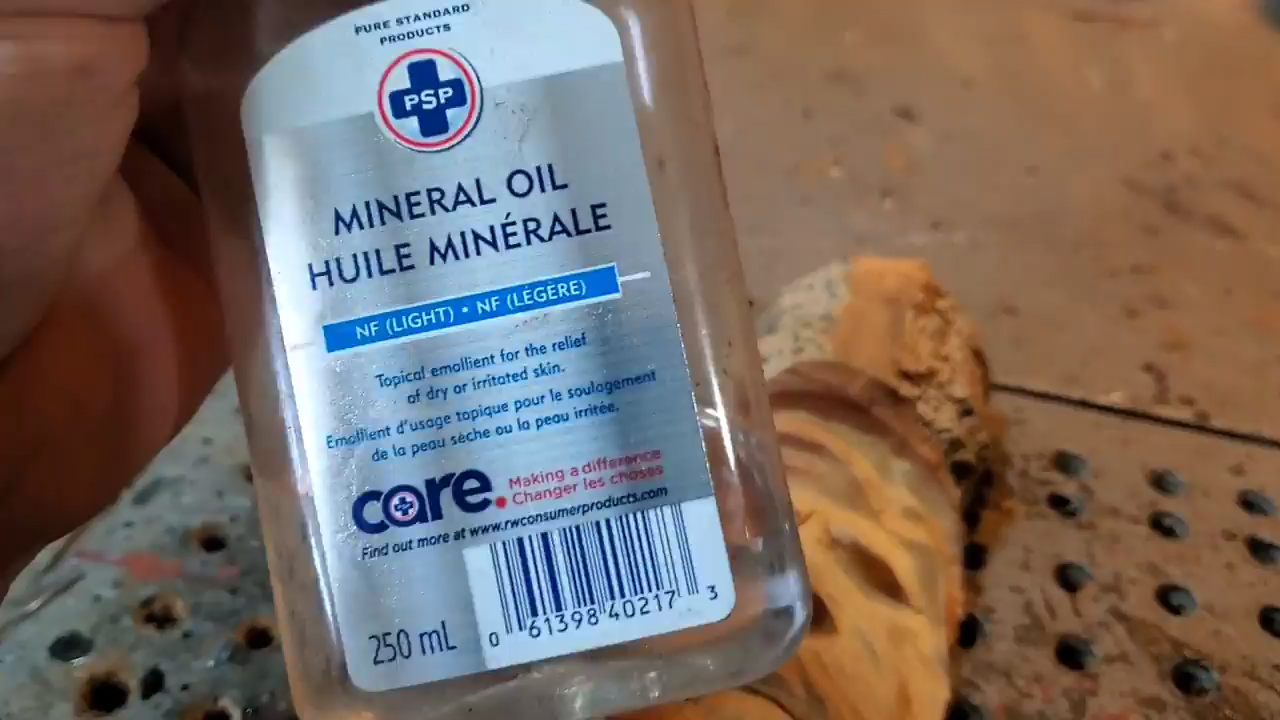 PURE STANDARD
PRODUCTS
PSP
MINERAL OIL
HUILE MINÉRALE
NF (LIGHT) • NF (LÉGÈRE)
Topical emollient for the relief
of dry or irritated skin.
Emollient d'usage topique pour le soulagement
de la peau sèche ou la peau irritée.
care.
Making a difference
Changer les choses
Find out more at www.rwconsumerproducts.com
250 mL
0 61398 40217 3